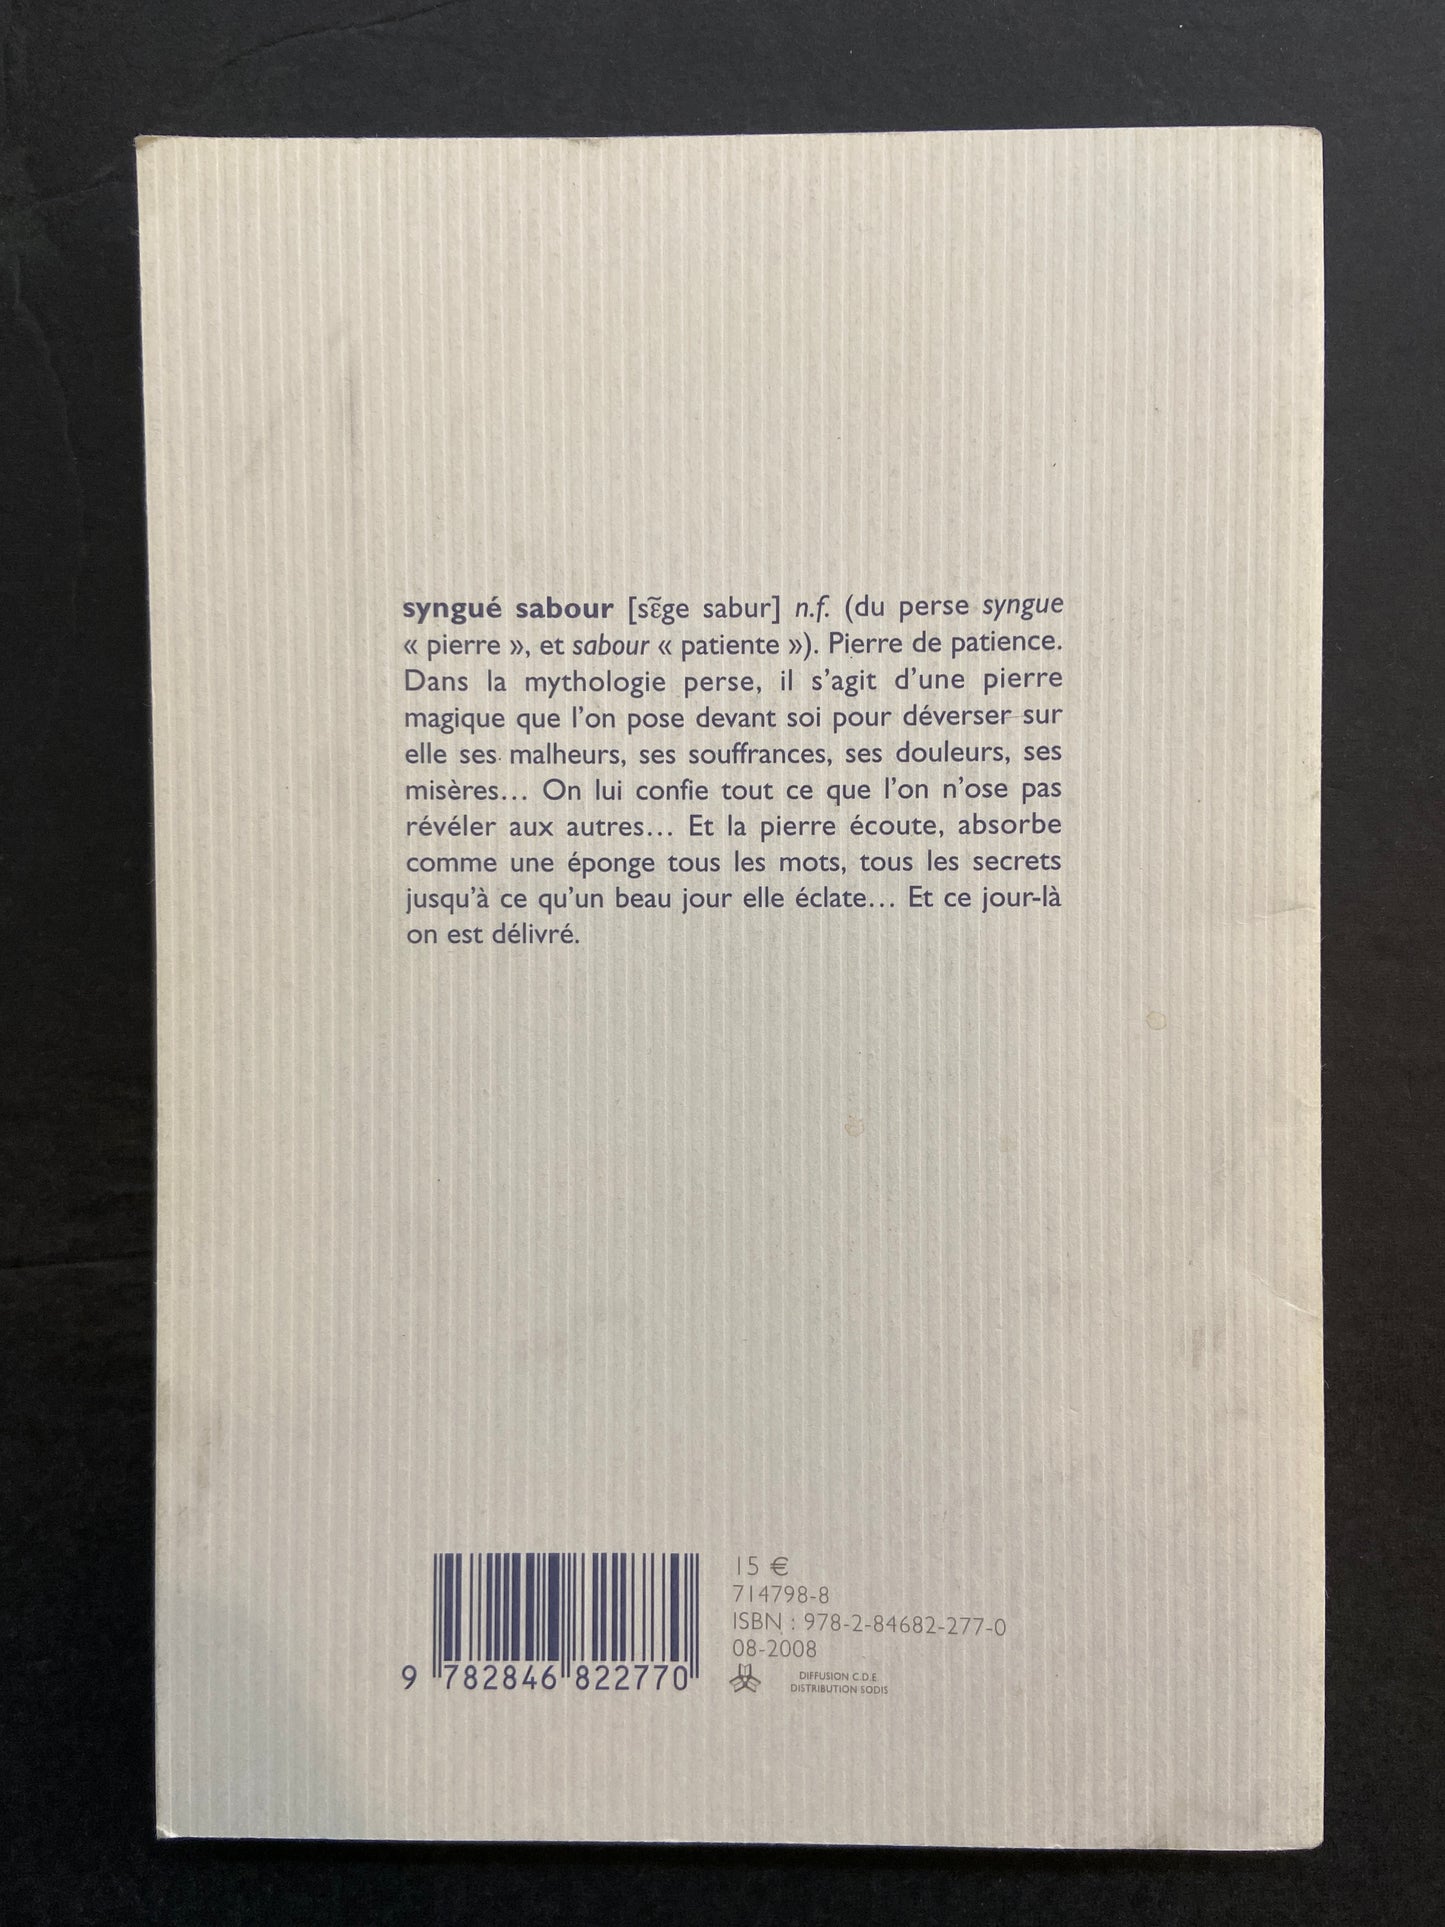 syngué sabour [sɛ̃ge sabur] n.f. (du perse syngue
« pierre », et sabour « patiente »). Pierre de patience.
Dans la mythologie perse, il s'agit d'une pierre
magique que l'on pose devant soi pour déverser sur
elle ses malheurs, ses souffrances, ses douleurs, ses
misères… On lui confie tout ce que l'on n'ose pas
révéler aux autres… Et la pierre écoute, absorbe
comme une éponge tous les mots, tous les secrets
jusqu'à ce qu'un beau jour elle éclate… Et ce jour-là
on est délivré.
9 782846 822770
15 €
714798-8
ISBN : 978-2-84682-277-0
08-2008
DIFFUSION C.D.E.
DISTRIBUTION SODIS